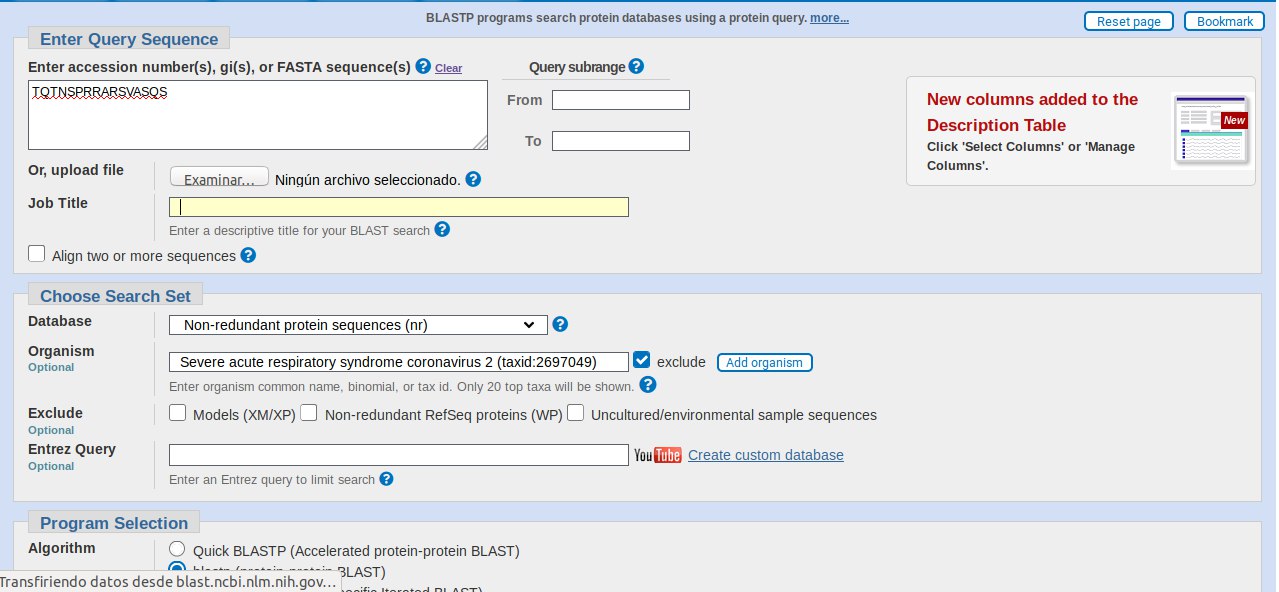 BLASTP programs search protein databases using a protein query. more...
Reset page
Bookmark
Enter Query Sequence
Enter accession number(s), gi(s), or FASTA sequence(s) ? Clear
Query subrange ?
TQTNSPRRARSVASQS
From
To
New columns added to the
Description Table
Click 'Select Columns' or 'Manage
Columns'.
New
Or, upload file
Examinar... Ningún archivo seleccionado. ?
Job Title
Enter a descriptive title for your BLAST search ?
Align two or more sequences ?
Choose Search Set
Database
Non-redundant protein sequences (nr) ?
Organism
Optional
Severe acute respiratory syndrome coronavirus 2 (taxid:2697049) exclude Add organism
Enter organism common name, binomial, or tax id. Only 20 top taxa will be shown. ?
Exclude
Optional
Models (XM/XP) Non-redundant RefSeq proteins (WP) Uncultured/environmental sample sequences
Entrez Query
Optional
YouTube Create custom database
Enter an Entrez query to limit search ?
Program Selection
Algorithm
Quick BLASTP (Accelerated protein-protein BLAST)
blastp (protein-protein BLAST)
Transfiriendo datos desde blast.ncbi.nlm.nih.gov...
Iterated BLAST)